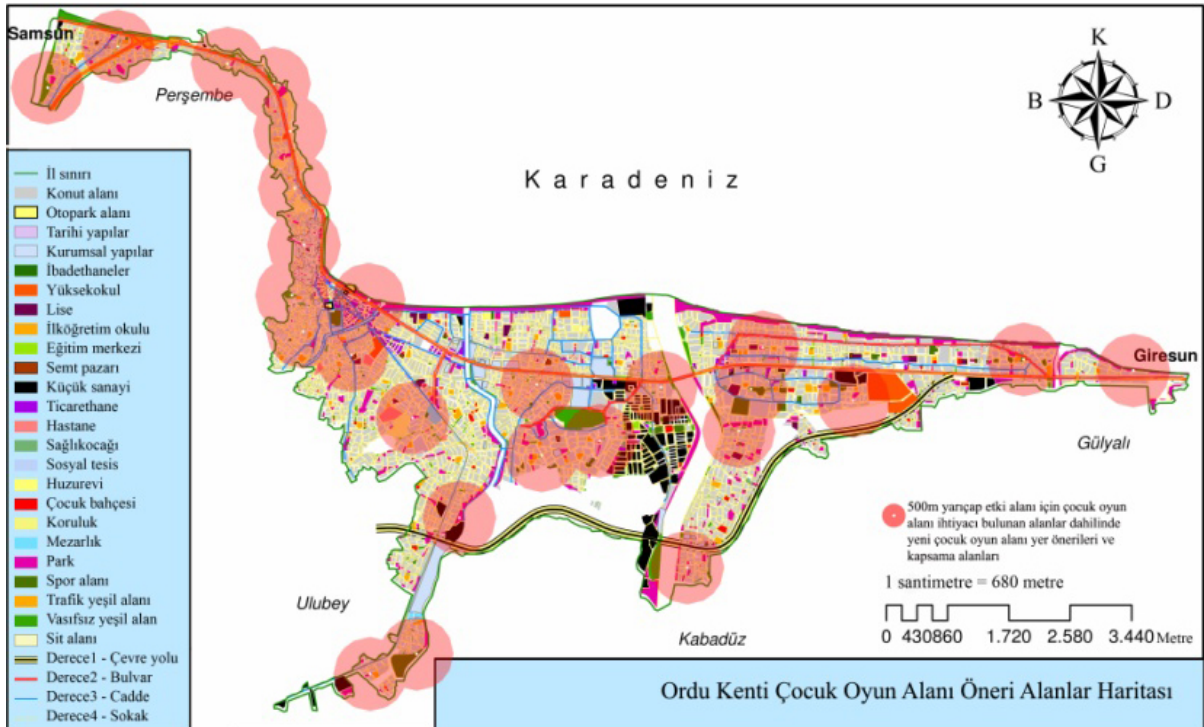 Samsun
Perşembe
K
B
D
G
Karadeniz
İl sınırı
Konut alanı
Otopark alanı
Tarihi yapılar
Kurumsal yapılar
İbadethaneler
Yüksekokul
Lise
İlköğretim okulu
Eğitim merkezi
Semt pazarı
Küçük sanayi
Ticarethane
Hastane
Sağlıkocağı
Sosyal tesis
Huzurevi
Çocuk bahçesi
Koruluk
Mezarlık
Park
Spor alanı
Trafik yeşil alanı
Vasıfsız yeşil alan
Sit alanı
Derece1 - Çevre yolu
Derece2 - Bulvar
Derece3 - Cadde
Derece4 - Sokak
Giresun
Gülyalı
Ulubey
Kabadüz
500m yarıçap etki alanı için çocuk oyun
alanı ihtiyacı bulunan alanlar dahilinde
yeni çocuk oyun alanı yer önerileri ve
kapsama alanları
1 santimetre = 680 metre
0 430860 1.720 2.580 3.440 Metre
Ordu Kenti Çocuk Oyun Alanı Öneri Alanlar Haritası